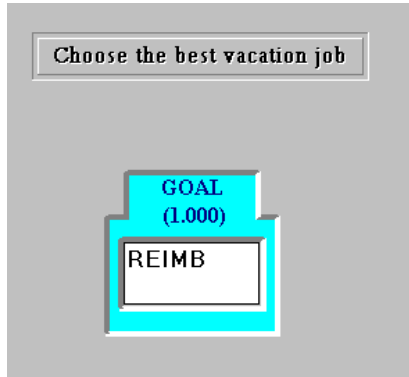 Choose the best vacation job
GOAL
(1.000)
REIMB